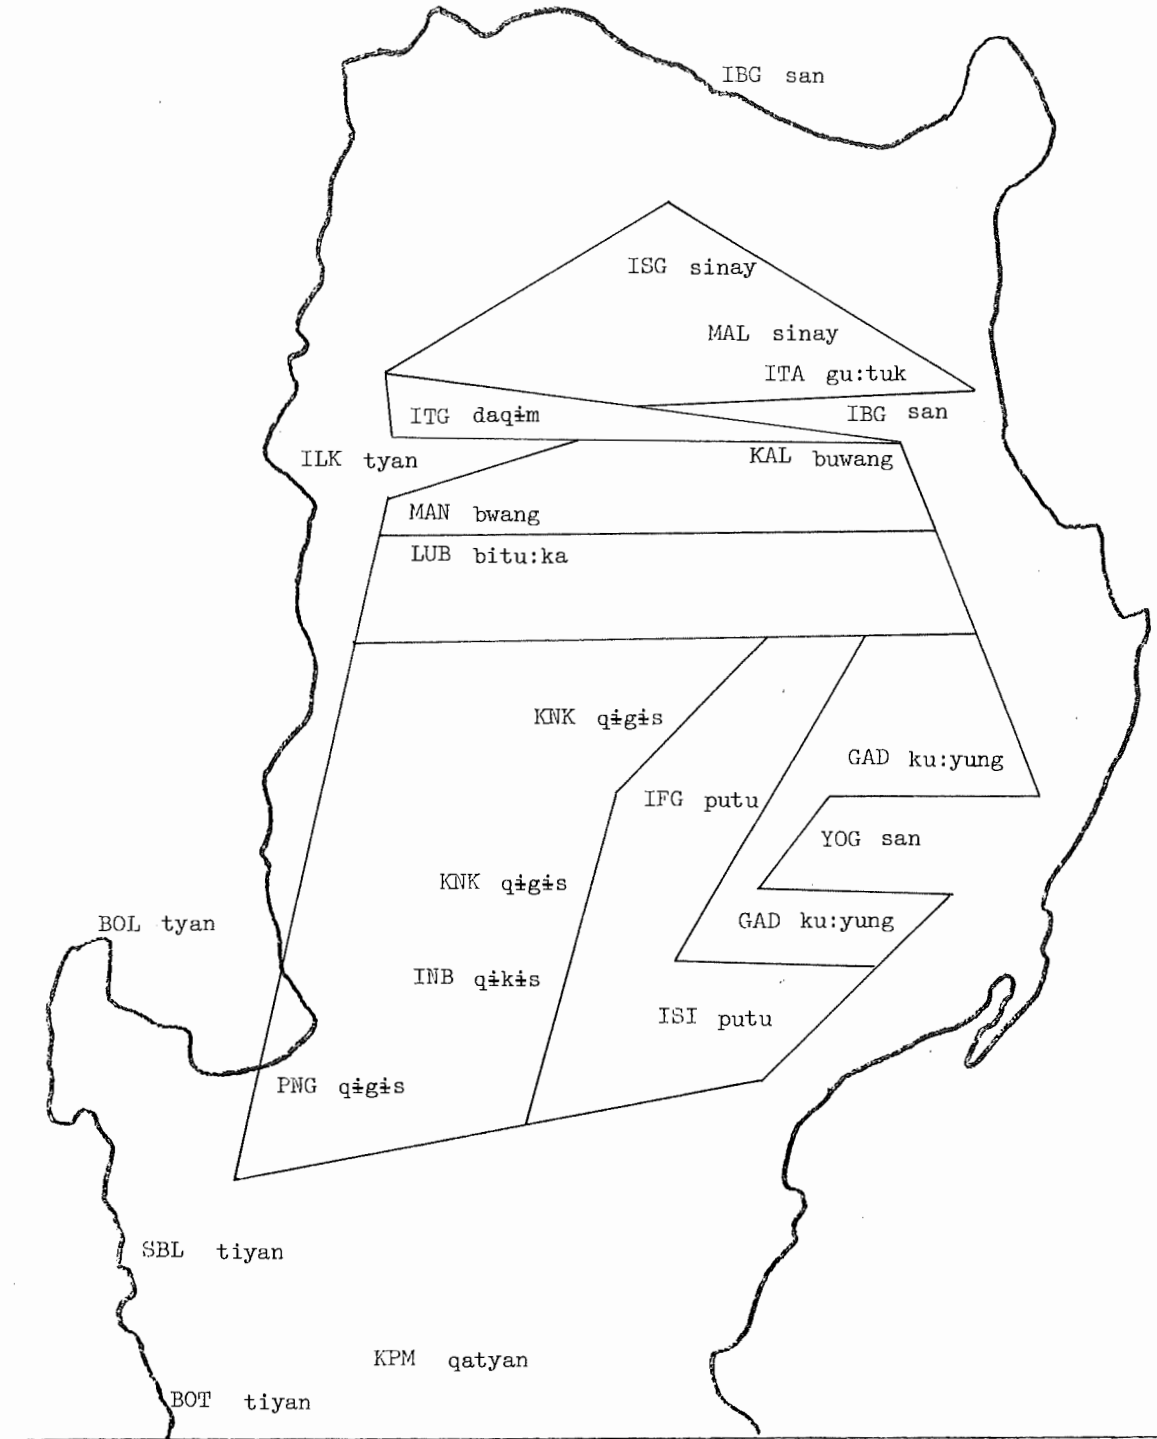 IBG san
ISG sinay
MAL sinay
ITA gu:tuk
ITG daqɨm
IBG san
ILK tyan
KAL buwang
MAN bwang
LUB bitu:ka
KNK qɨgɨs
GAD ku:yung
IFG putu
YOG san
KNK qɨgɨs
BOL tyan
GAD ku:yung
INB qɨkɨs
ISI putu
PNG qɨgɨs
SBL tiyan
KPM qatyan
BOT tiyan